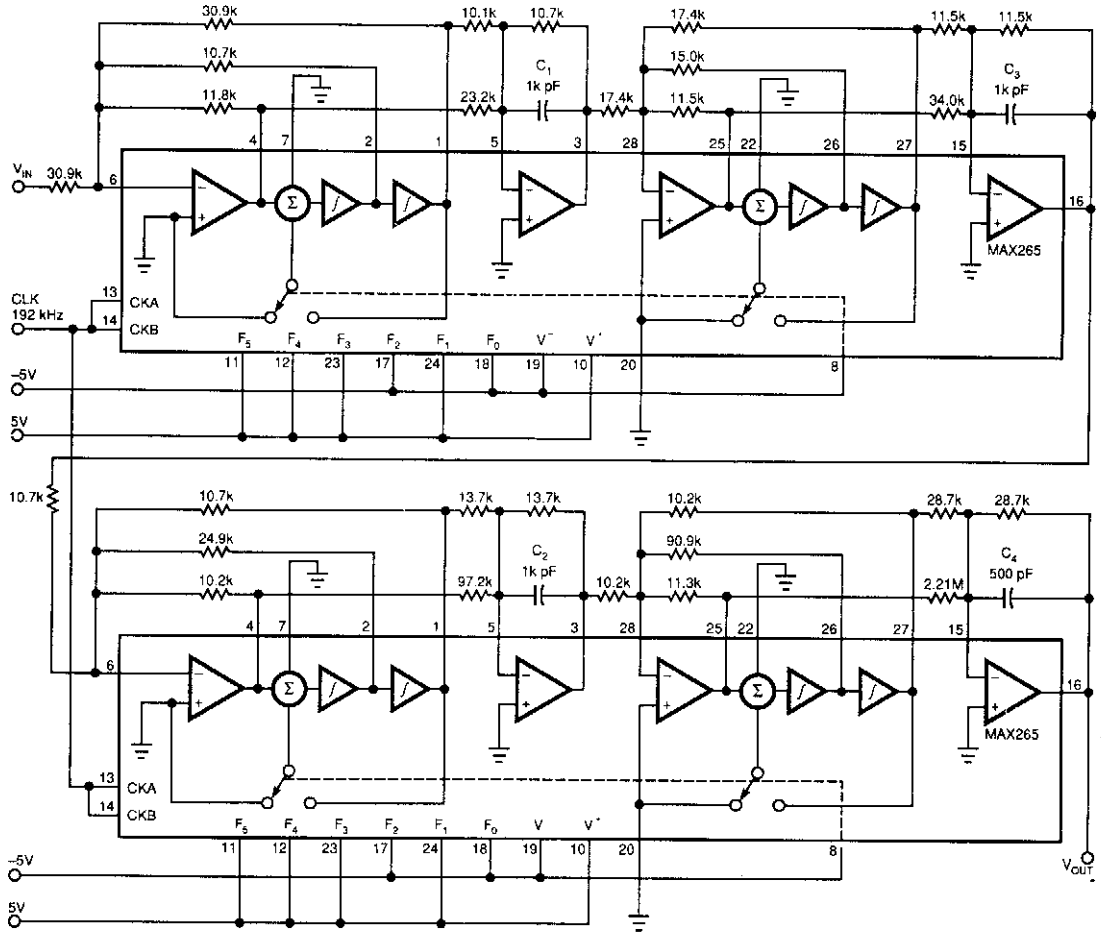 30.9k 10.1k 10.7k 17.4k 11.5k 11.5k
10.7k C1 1k pF 15.0k C3 1k pF
11.8k 23.2k 17.4k 11.5k 34.0k
4 7 2 1 5 3 28 25 22 26 27 15
VIN 30.9k 6 − + Σ ∫ ∫ − + − + Σ ∫ ∫ − + 16
MAX265
CLK 192 kHz
13 CKA
14 CKB
F5 F4 F3 F2 F1 F0 V− V+
11 12 23 17 24 18 19 10 20 8
–5V
5V
10.7k
10.7k 13.7k 13.7k 10.2k 28.7k 28.7k
24.9k C2 1k pF 90.9k C4 500 pF
10.2k 97.2k 10.2k 11.3k 2.21M
4 7 2 1 5 3 28 25 22 26 27 15
6 − + Σ ∫ ∫ − + − + Σ ∫ ∫ − + 16
MAX265
13 CKA
14 CKB
F5 F4 F3 F2 F1 F0 V V+
11 12 23 17 24 18 19 10 20 8
–5V
VOUT
5V